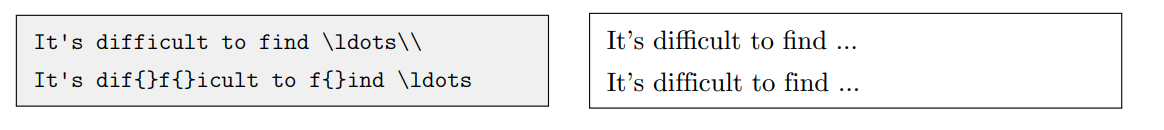 It's difficult to find \ldots\\
It's dif{}f{}icult to f{}ind \ldots
It’s difficult to find ...
It’s difficult to find ...